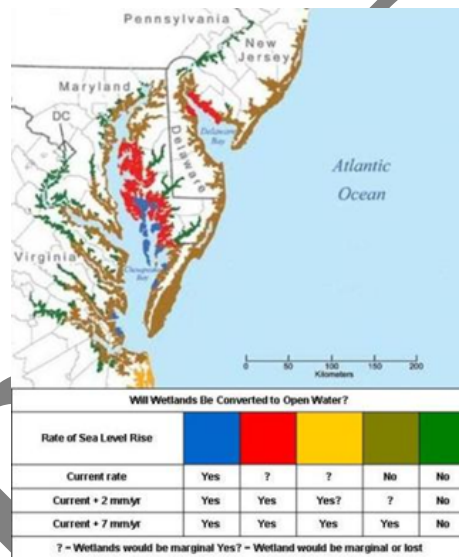 Pennsylvania
New
Jersey
Maryland
DC
Delaware
Delaware
Bay
Atlantic
Ocean
Virginia
Chesapeake
Bay
0 50 100 150 200
Kilometers
Will Wetlands Be Converted to Open Water?
Rate of Sea Level Rise
Current rate Yes ? ? No No
Current + 2 mm/yr Yes Yes Yes? ? No
Current + 7 mm/yr Yes Yes Yes Yes No
? = Wetlands would be marginal Yes? = Wetland would be marginal or lost